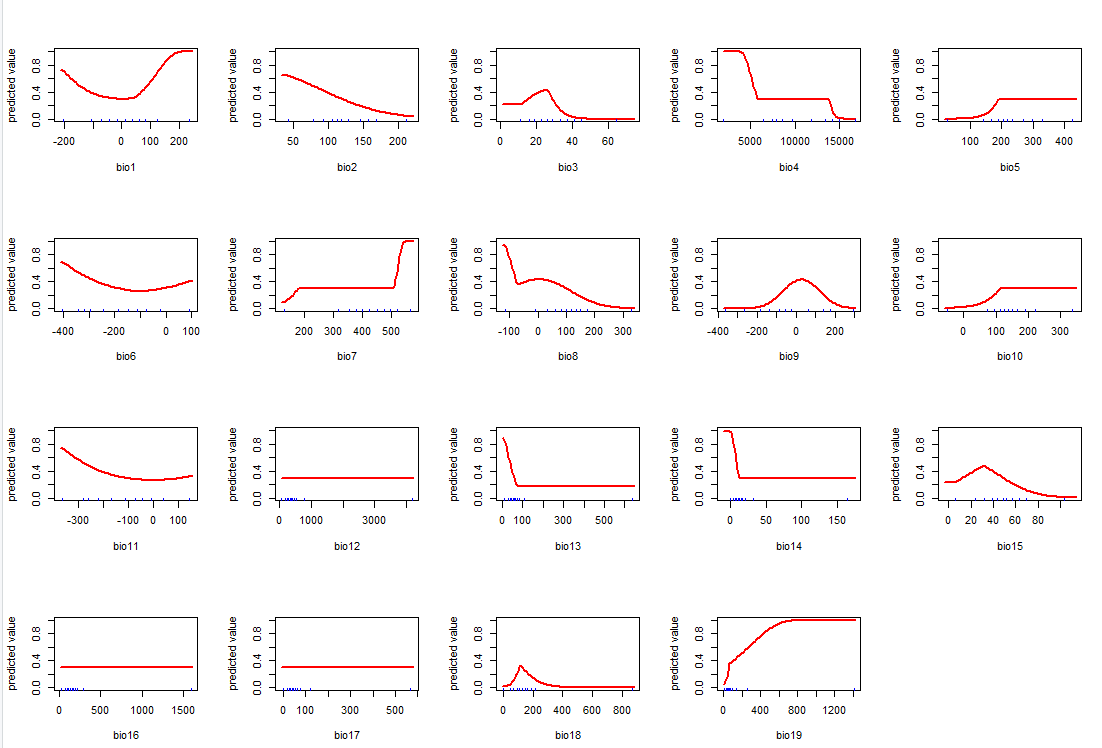 predicted value
0.0 0.4 0.8
-200 0 100 200
bio1
predicted value
0.0 0.4 0.8
50 100 150 200
bio2
predicted value
0.0 0.4 0.8
0 20 40 60
bio3
predicted value
0.0 0.4 0.8
5000 10000 15000
bio4
predicted value
0.0 0.4 0.8
100 200 300 400
bio5
predicted value
0.0 0.4 0.8
-400 -200 0 100
bio6
predicted value
0.0 0.4 0.8
200 300 400 500
bio7
predicted value
0.0 0.4 0.8
-100 0 100 200 300
bio8
predicted value
0.0 0.4 0.8
-400 -200 0 200
bio9
predicted value
0.0 0.4 0.8
0 100 200 300
bio10
predicted value
0.0 0.4 0.8
-300 -100 0 100
bio11
predicted value
0.0 0.4 0.8
0 1000 3000
bio12
predicted value
0.0 0.4 0.8
0 100 300 500
bio13
predicted value
0.0 0.4 0.8
0 50 100 150
bio14
predicted value
0.0 0.4 0.8
0 20 40 60 80
bio15
predicted value
0.0 0.4 0.8
0 500 1000 1500
bio16
predicted value
0.0 0.4 0.8
0 100 300 500
bio17
predicted value
0.0 0.4 0.8
0 200 400 600 800
bio18
predicted value
0.0 0.4 0.8
0 400 800 1200
bio19